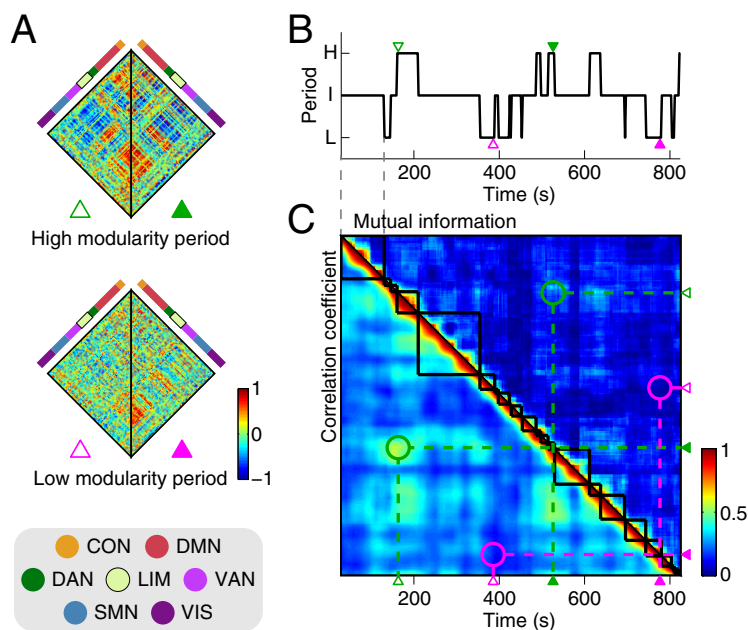 A
High modularity period
Low modularity period
1
0
−1
CON DMN
DAN LIM VAN
SMN VIS
B
Period
H
I
L
200 400 600 800
Time (s)
C
Mutual information
Correlation coefficient
1
0.5
0
200 400 600 800
Time (s)